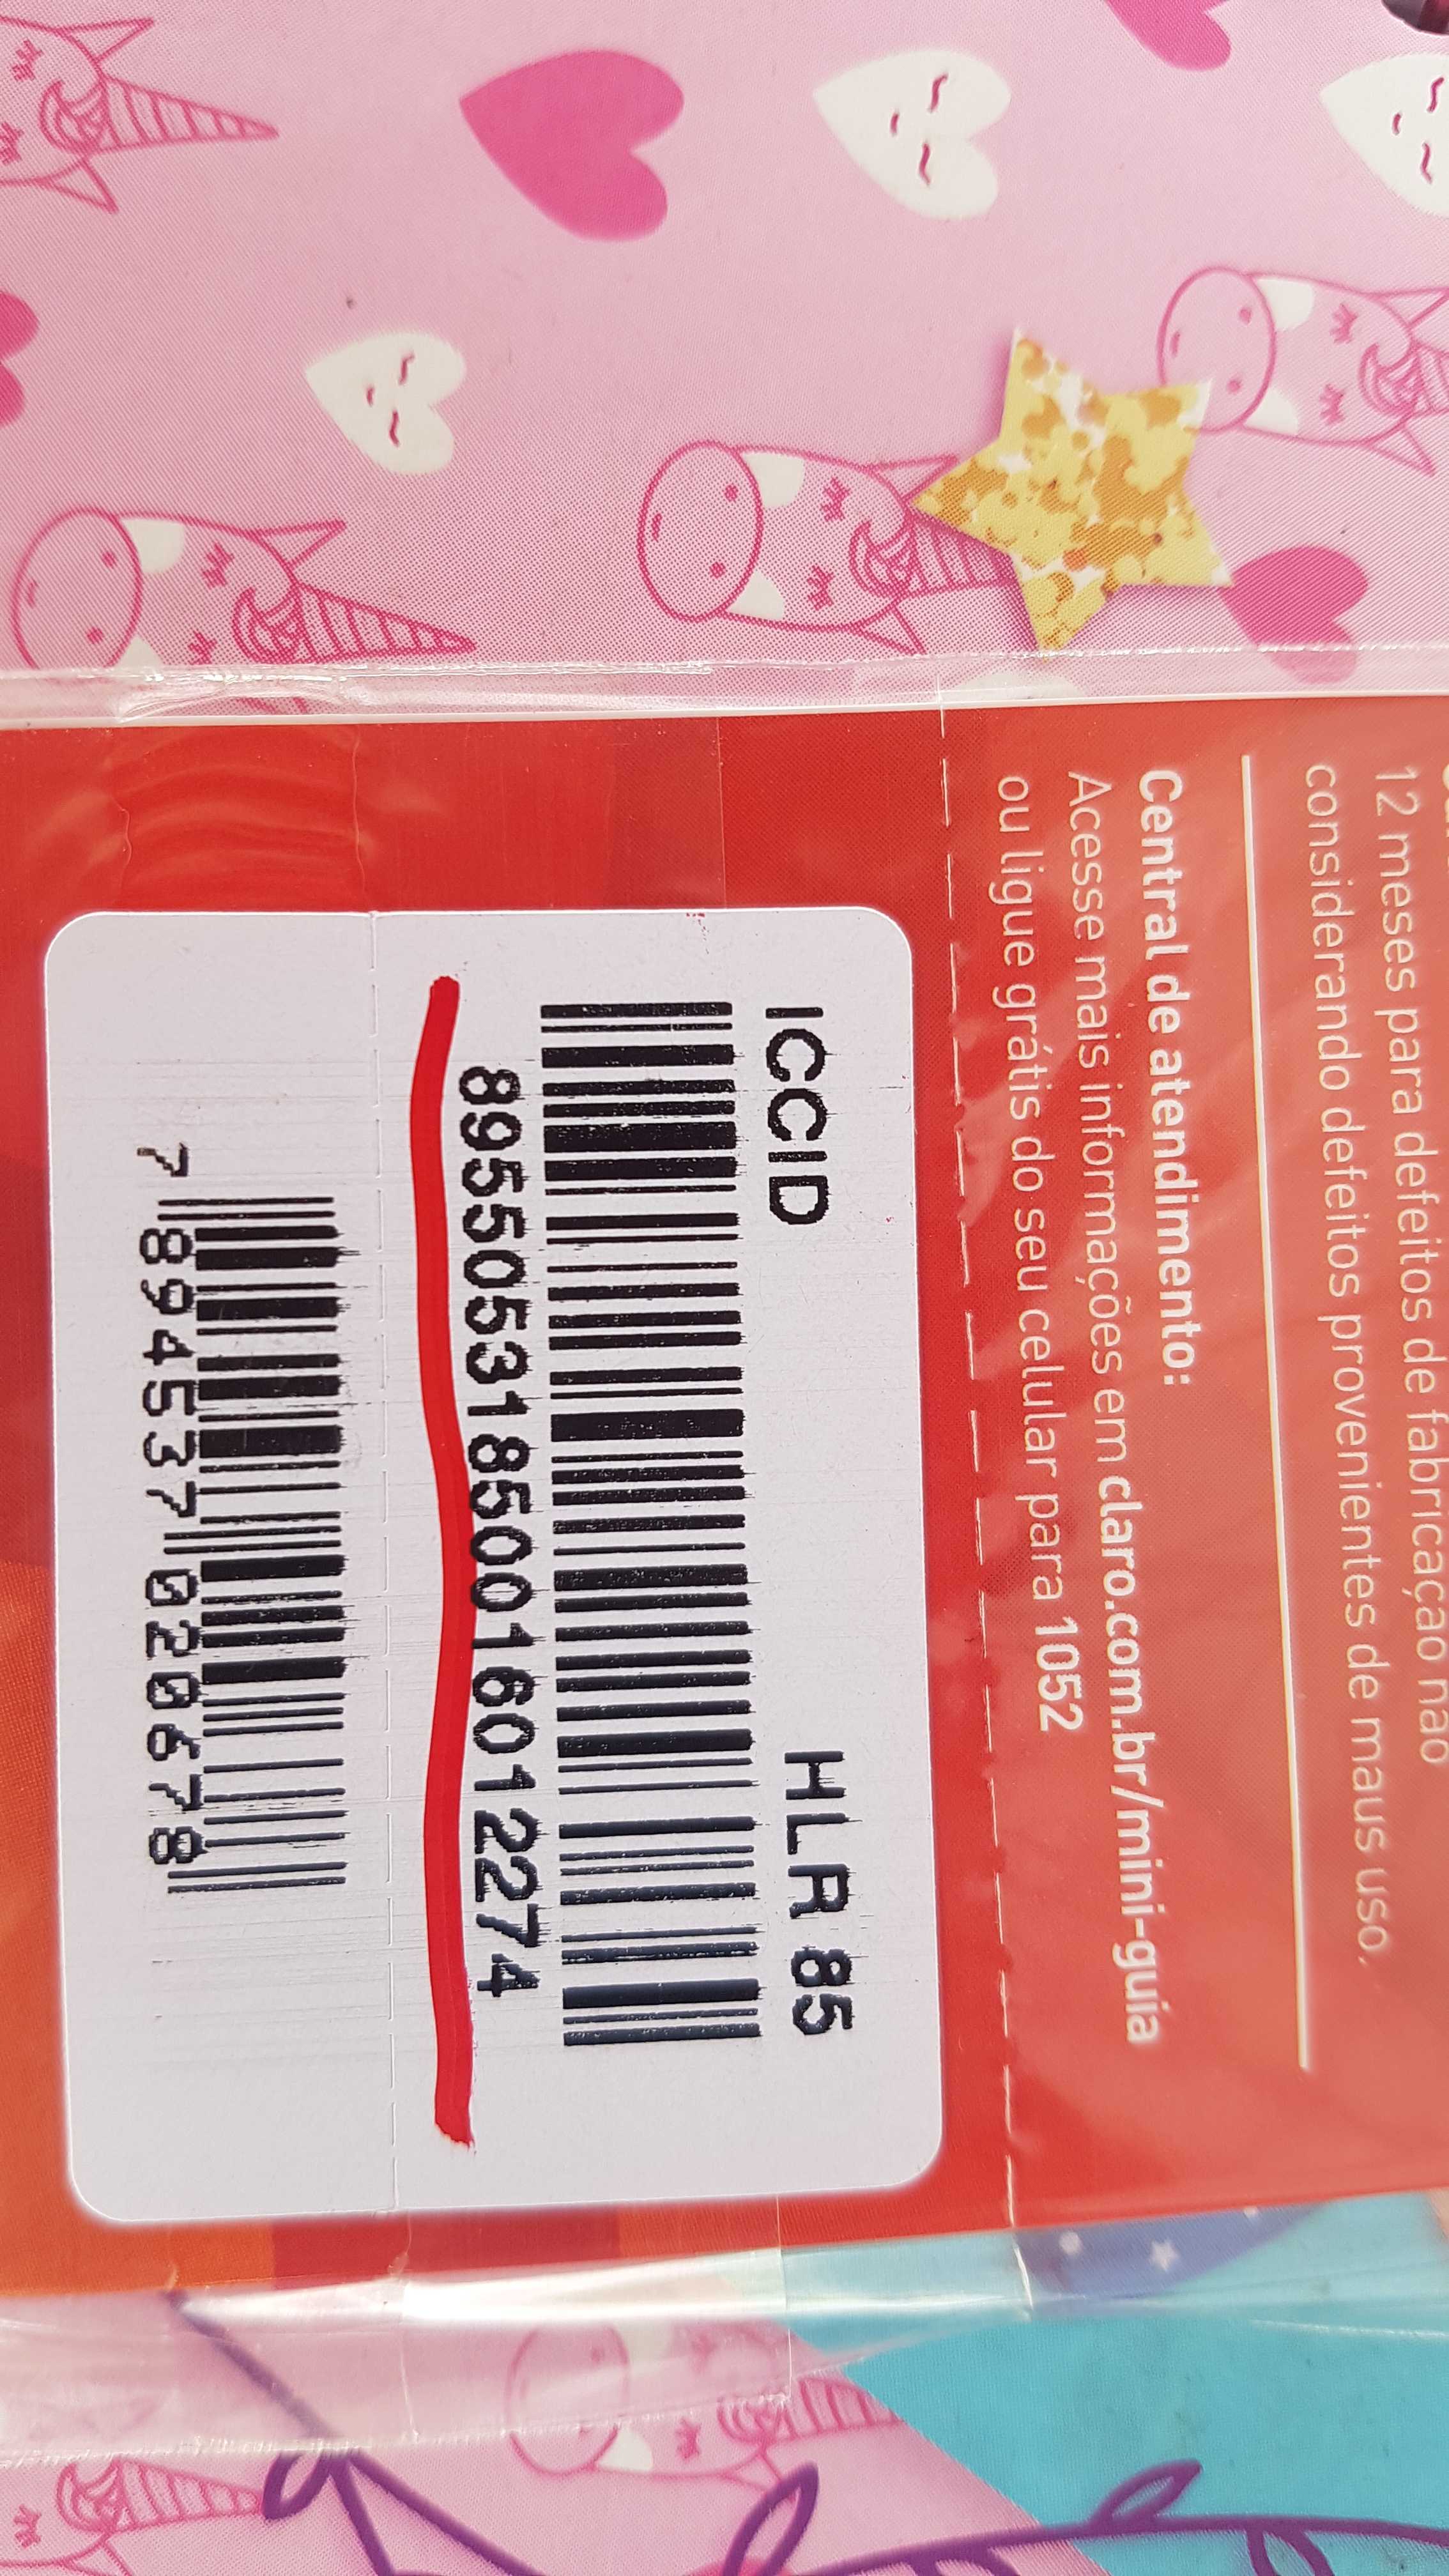 12 meses para defeitos de fabricação não
considerando defeitos provenientes de maus uso.
Central de atendimento:
Acesse mais informações em claro.com.br/mini-guia
ou ligue grátis do seu celular para 1052
ICCID HLR 85
89550531850016012274
7 894537 020678